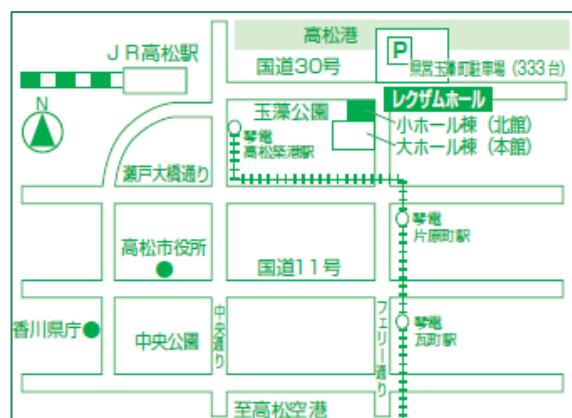 高松港
JR高松駅
P
国道30号
県営玉藻町駐車場(333台)
N
レクザムホール
玉藻公園
小ホール棟(北館)
大ホール棟(本館)
琴電
高松築港駅
瀬戸大橋通り
琴電
片原町駅
高松市役所
国道11号
香川県庁
中央公園
中央通り
フェリー通り
琴電
瓦町駅
至高松空港